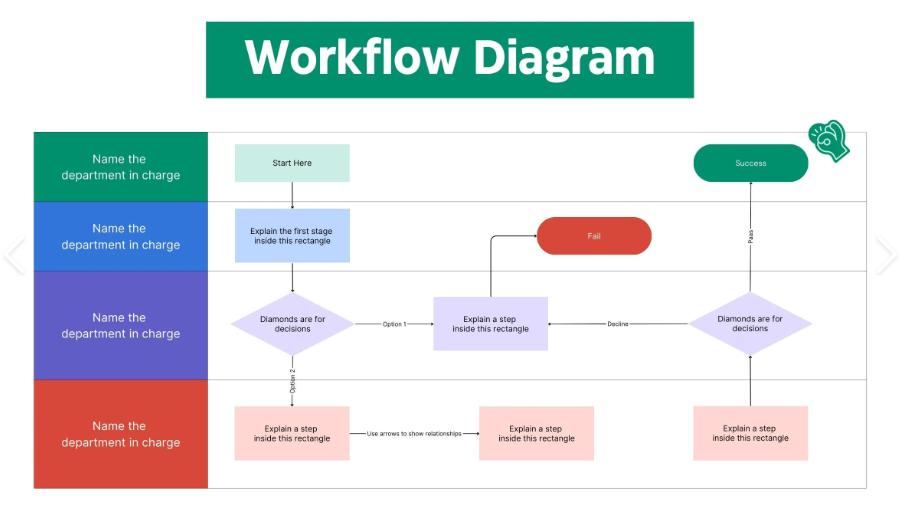 Workflow Diagram
Name the
department in charge
Start Here
Success
Name the
department in charge
Explain the first stage
inside this rectangle
Fail
Pass
Name the
department in charge
Diamonds are for
decisions
Option 1
Explain a step
inside this rectangle
Decline
Diamonds are for
decisions
Option 2
Name the
department in charge
Explain a step
inside this rectangle
Use arrows to show relationships
Explain a step
inside this rectangle
Explain a step
inside this rectangle